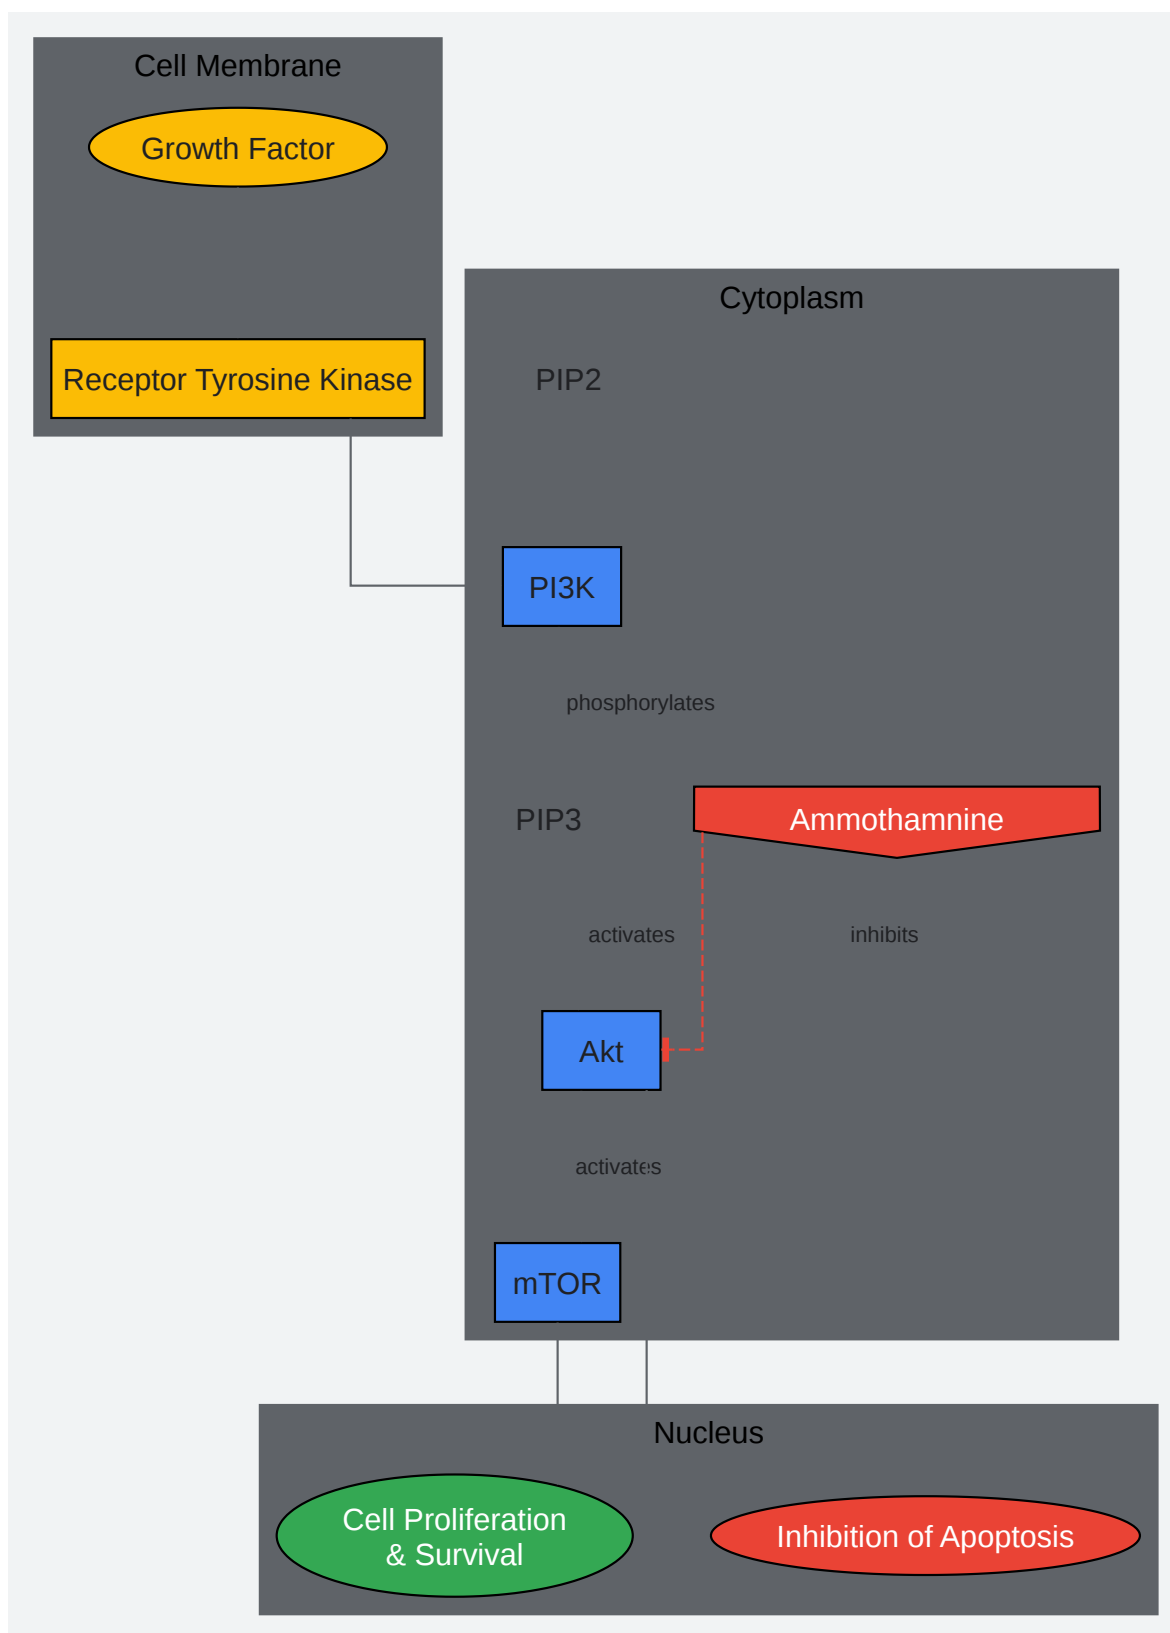 Cell Membrane
Growth Factor
Receptor Tyrosine Kinase
Cytoplasm
PIP2
PI3K
phosphorylates
PIP3
Ammothamnine
activates
inhibits
Akt
activates
mTOR
Nucleus
Cell Proliferation
& Survival
Inhibition of Apoptosis